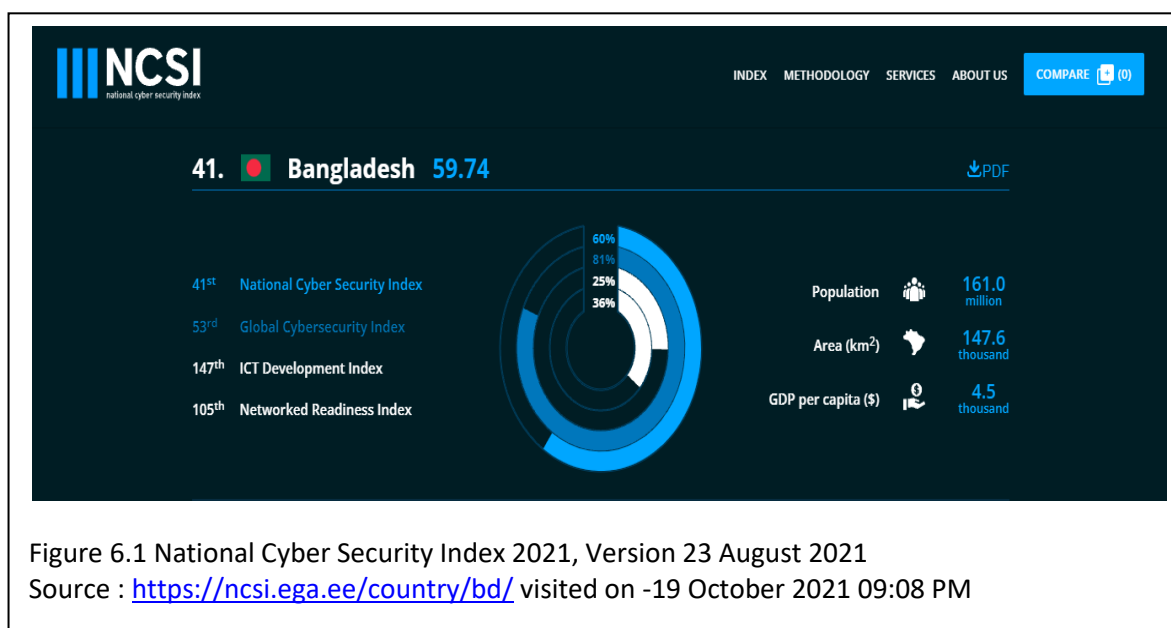 NCSI
national cyber security index
INDEX METHODOLOGY SERVICES ABOUT US COMPARE (0)
41. Bangladesh 59.74 PDF
60%
81%
25%
36%
41st National Cyber Security Index
53rd Global Cybersecurity Index
147th ICT Development Index
105th Networked Readiness Index
Population 161.0 million
Area (km2) 147.6 thousand
GDP per capita ($) 4.5 thousand
Figure 6.1 National Cyber Security Index 2021, Version 23 August 2021
Source : https://ncsi.ega.ee/country/bd/ visited on -19 October 2021 09:08 PM